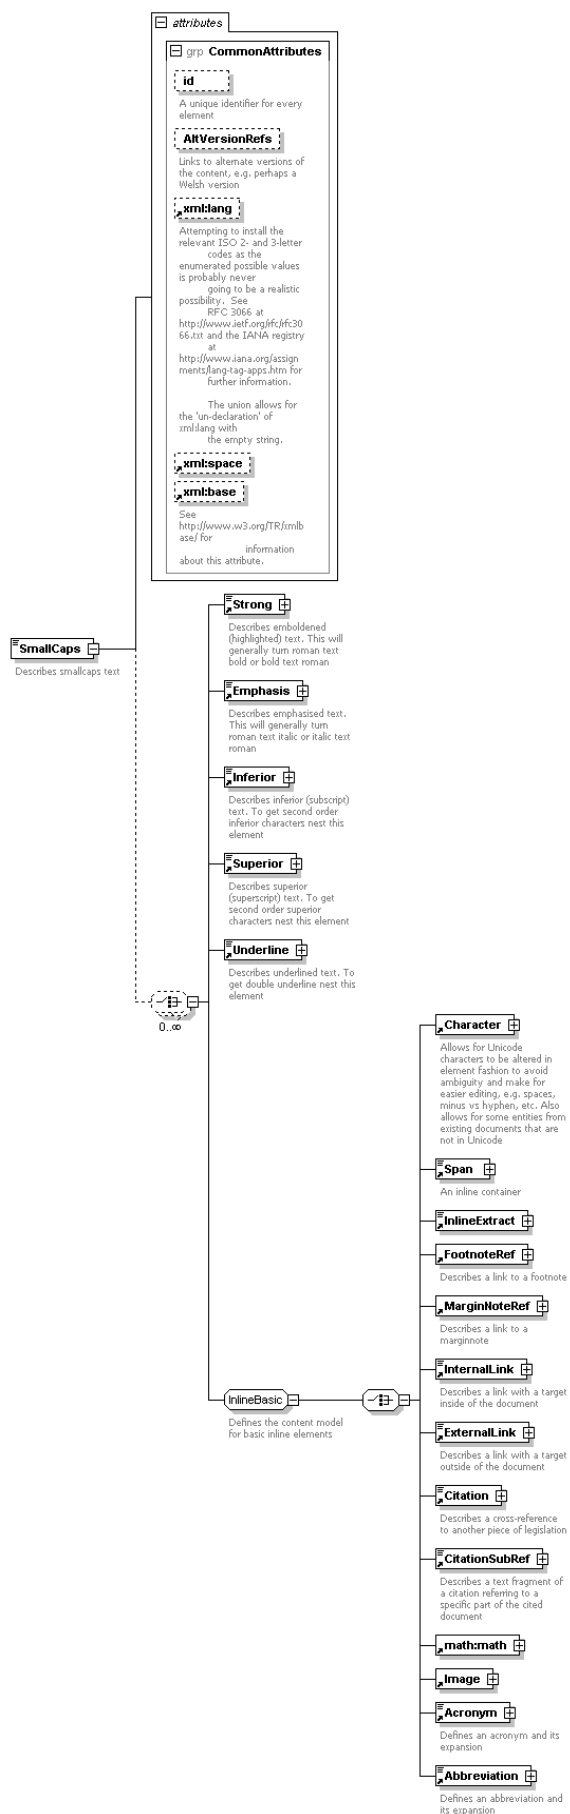 attributes
grp CommonAttributes
id
A unique identifier for every
element
AltVersionRefs
Links to alternate versions of
the content, e.g. perhaps a
Welsh version
xml:lang
Attempting to install the
relevant ISO 2- and 3-letter
codes as the
enumerated possible values
is probably never
going to be a realistic
possibility. See
RFC 3066 at
http://www.ietf.org/rfc/rfc30
66.txt and the IANA registry
at
http://www.iana.org/assign
ments/lang-tag-apps.htm for
further information.
The union allows for
the 'un-declaration' of
xml:lang with
the empty string.
xml:space
xml:base
See
http://www.w3.org/TR/xmlb
ase/ for
information
about this attribute.
SmallCaps
Describes smallcaps text
Strong
Describes emboldened
(highlighted) text. This will
generally turn roman text
bold or bold text roman
Emphasis
Describes emphasised text.
This will generally turn
roman text italic or italic text
roman
Inferior
Describes inferior (subscript)
text. To get second order
inferior characters nest this
element
Superior
Describes superior
(superscript) text. To get
second order superior
characters nest this element
Underline
Describes underlined text. To
get double underline nest this
element
0..∞
Character
Allows for Unicode
characters to be altered in
element fashion to avoid
ambiguity and make for
easier editing, e.g. spaces,
minus vs hyphen, etc. Also
allows for some entities from
existing documents that are
not in Unicode
Span
An inline container
InlineExtract
FootnoteRef
Describes a link to a footnote
MarginNoteRef
Describes a link to a
marginnote
InternalLink
Describes a link with a target
inside of the document
InlineBasic
Defines the content model
for basic inline elements
ExternalLink
Describes a link with a target
outside of the document
Citation
Describes a cross-reference
to another piece of legislation
CitationSubRef
Describes a text fragment of
a citation referring to a
specific part of the cited
document
math:math
Image
Acronym
Defines an acronym and its
expansion
Abbreviation
Defines an abbreviation and
its expansion